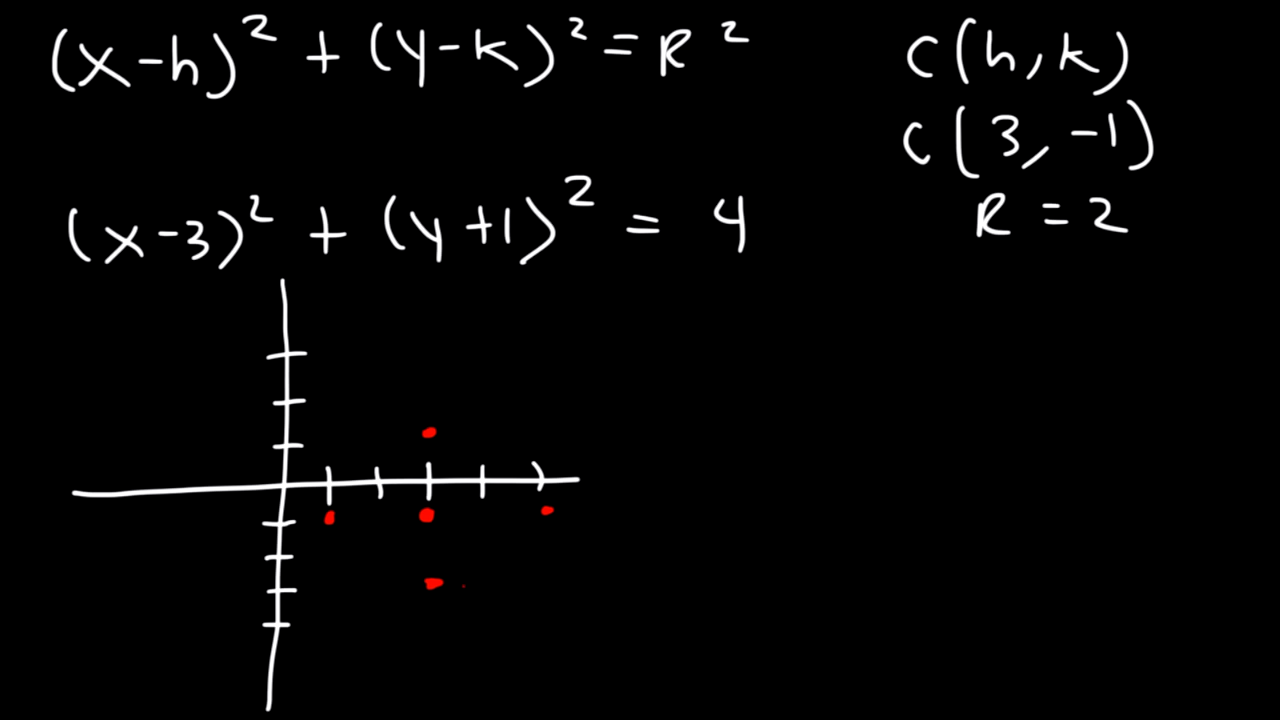 (x-h)² + (y-k)² = R²
C(h,k)
C(3,-1)
R = 2
(x-3)² + (y+1)² = 4